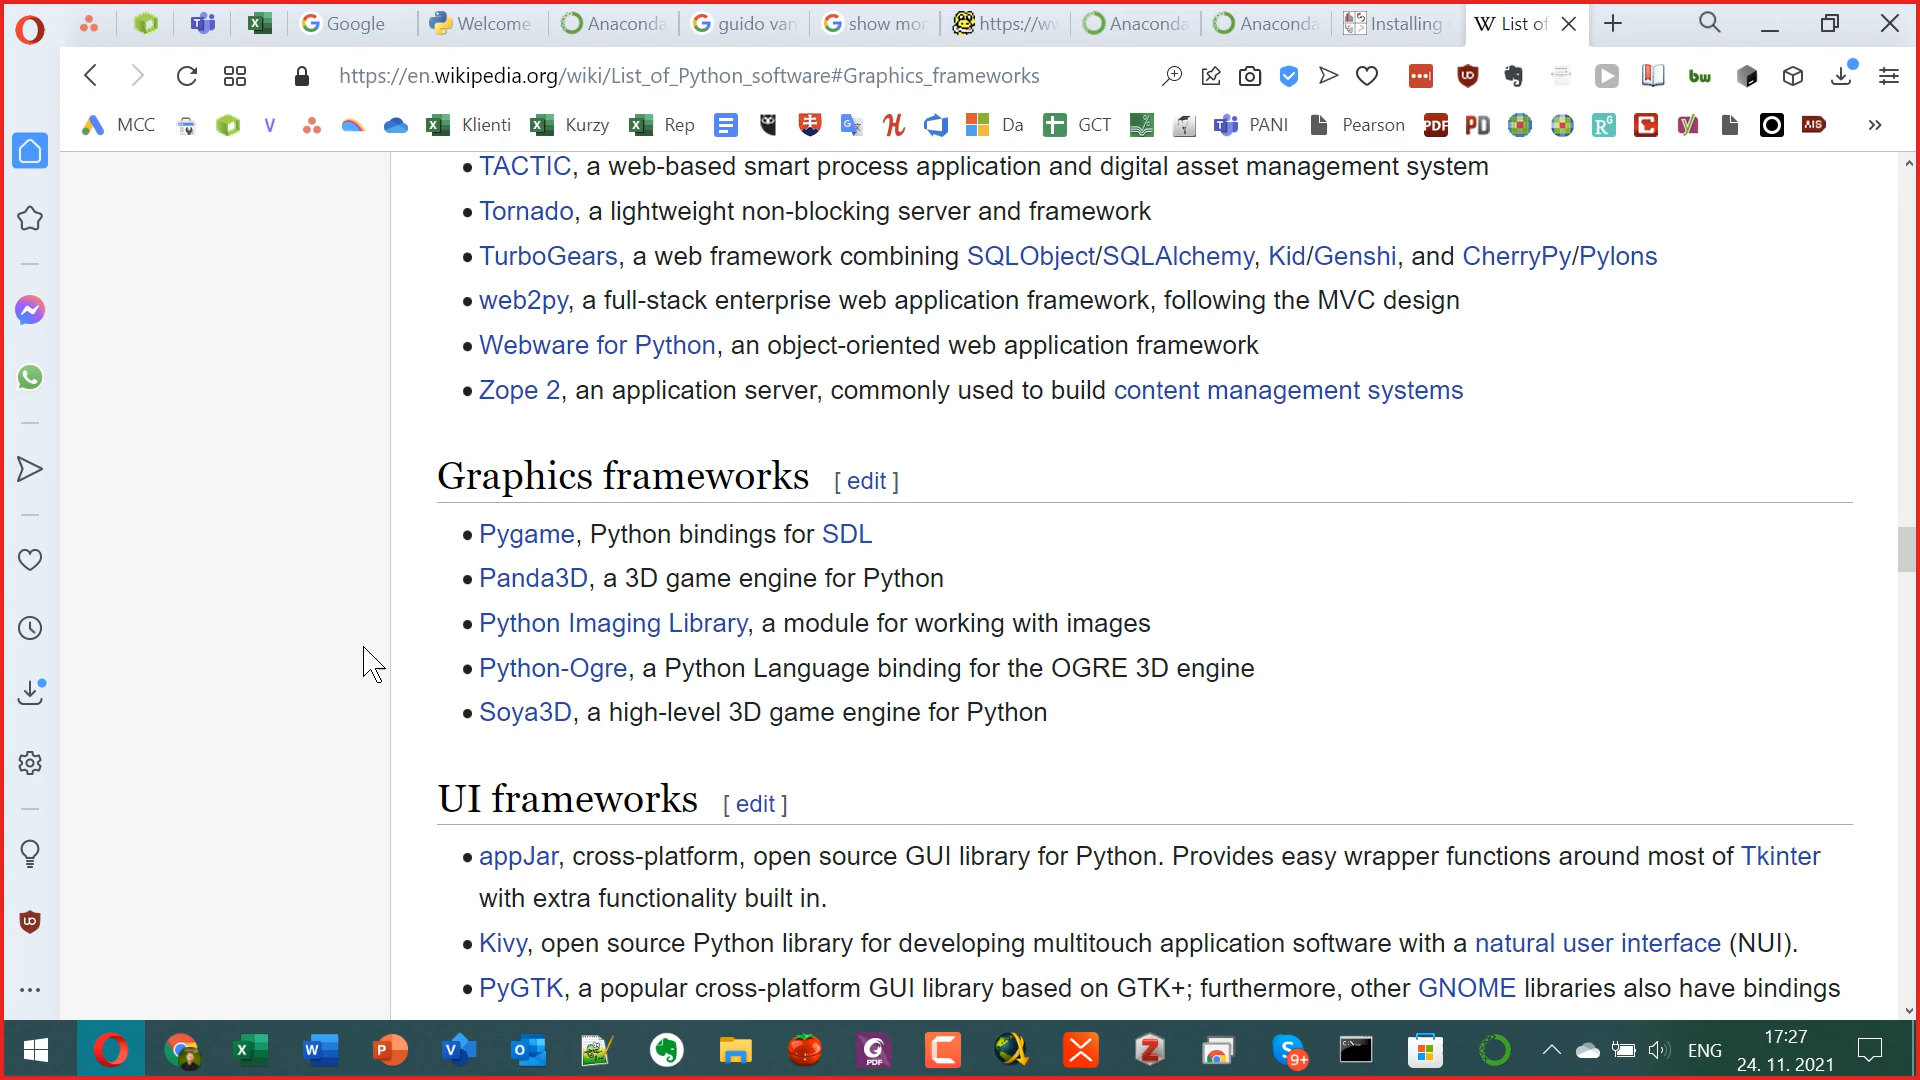 Google
Welcome
Anaconda
guido van
show mor
https://ww
Anaconda
Anaconda
Installing
List of
https://en.wikipedia.org/wiki/List_of_Python_software#Graphics_frameworks
MCC
Klienti
Kurzy
Rep
Da
GCT
PANI
Pearson
TACTIC, a web-based smart process application and digital asset management system
Tornado, a lightweight non-blocking server and framework
TurboGears, a web framework combining SQLObject/SQLAlchemy, Kid/Genshi, and CherryPy/Pylons
web2py, a full-stack enterprise web application framework, following the MVC design
Webware for Python, an object-oriented web application framework
Zope 2, an application server, commonly used to build content management systems
Graphics frameworks [ edit ]
Pygame, Python bindings for SDL
Panda3D, a 3D game engine for Python
Python Imaging Library, a module for working with images
Python-Ogre, a Python Language binding for the OGRE 3D engine
Soya3D, a high-level 3D game engine for Python
UI frameworks [ edit ]
appJar, cross-platform, open source GUI library for Python. Provides easy wrapper functions around most of Tkinter
with extra functionality built in.
Kivy, open source Python library for developing multitouch application software with a natural user interface (NUI).
PyGTK, a popular cross-platform GUI library based on GTK+; furthermore, other GNOME libraries also have bindings
9+
ENG
17:27
24. 11. 2021